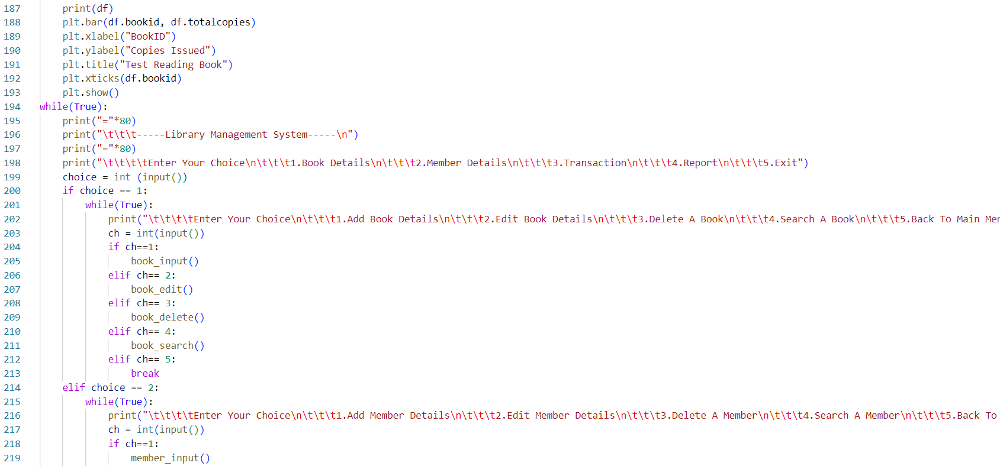 187 print(df)
188 plt.bar(df.bookid, df.totalcopies)
189 plt.xlabel("BookID")
190 plt.ylabel("Copies Issued")
191 plt.title("Test Reading Book")
192 plt.xticks(df.bookid)
193 plt.show()
194 while(True):
195 print("="*80)
196 print("\t\t\t-----Library Management System-----\n")
197 print("="*80)
198 print("\t\t\t\tEnter Your Choice\n\t\t\t1.Book Details\n\t\t\t2.Member Details\n\t\t\t3.Transaction\n\t\t\t4.Report\n\t\t\t5.Exit")
199 choice = int (input())
200 if choice == 1:
201 while(True):
202 print("\t\t\t\tEnter Your Choice\n\t\t\t1.Add Book Details\n\t\t\t2.Edit Book Details\n\t\t\t3.Delete A Book\n\t\t\t4.Search A Book\n\t\t\t5.Back To Main Men
203 ch = int(input())
204 if ch==1:
205 book_input()
206 elif ch== 2:
207 book_edit()
208 elif ch== 3:
209 book_delete()
210 elif ch== 4:
211 book_search()
212 elif ch== 5:
213 break
214 elif choice == 2:
215 while(True):
216 print("\t\t\t\tEnter Your Choice\n\t\t\t1.Add Member Details\n\t\t\t2.Edit Member Details\n\t\t\t3.Delete A Member\n\t\t\t4.Search A Member\n\t\t\t5.Back To
217 ch = int(input())
218 if ch==1:
219 member_input()